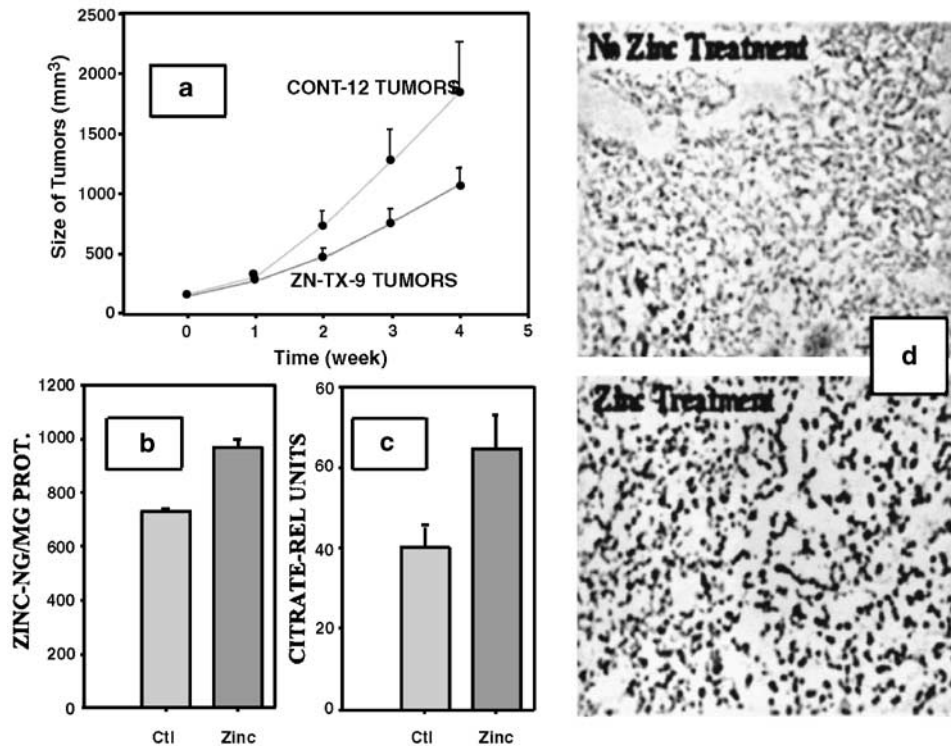 2500
2000
1500
1000
500
0
Size of Tumors (mm³)
a
CONT-12 TUMORS
ZN-TX-9 TUMORS
0 1 2 3 4 5
Time (week)
1200
1000
800
600
400
200
0
ZINC-NG/MG PROT.
b
Ctl Zinc
60
60
40
20
0
CITRATE-REL UNITS
c
Ctl Zinc
No Zinc Treatment
d
Zinc Treatment